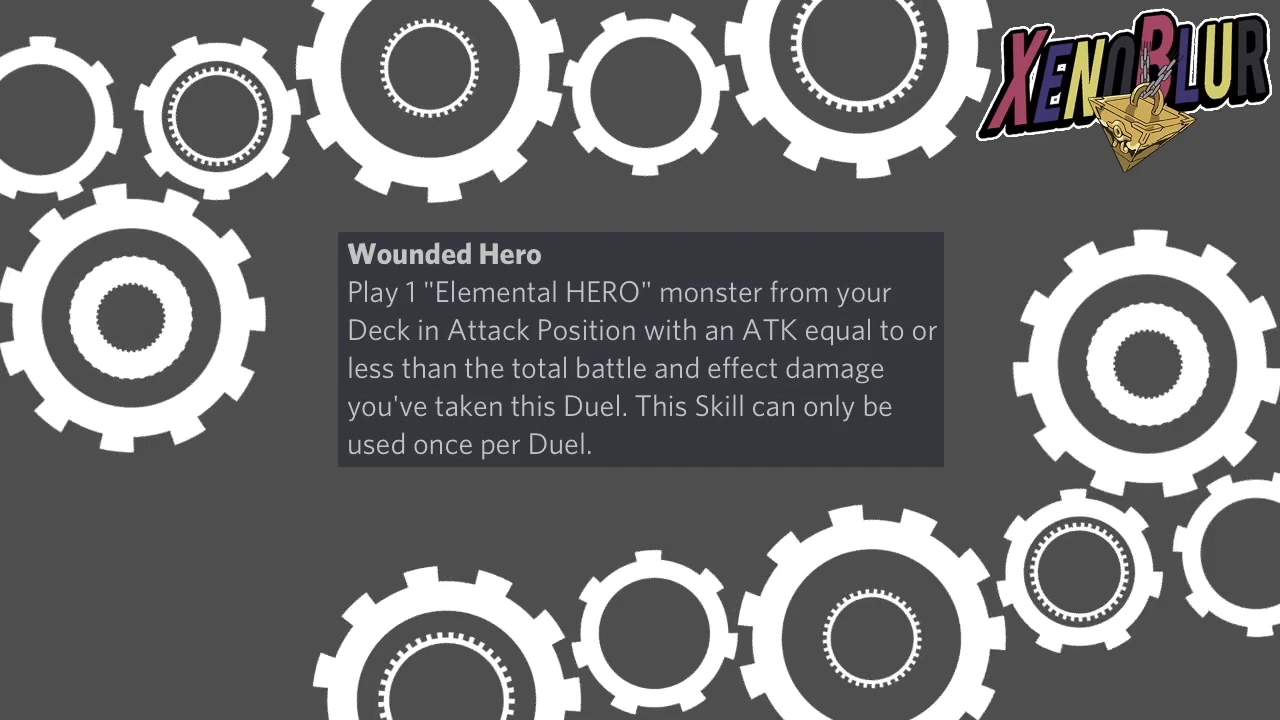 XENOBLUR
Wounded Hero
Play 1 "Elemental HERO" monster from your
Deck in Attack Position with an ATK equal to or
less than the total battle and effect damage
you've taken this Duel. This Skill can only be
used once per Duel.